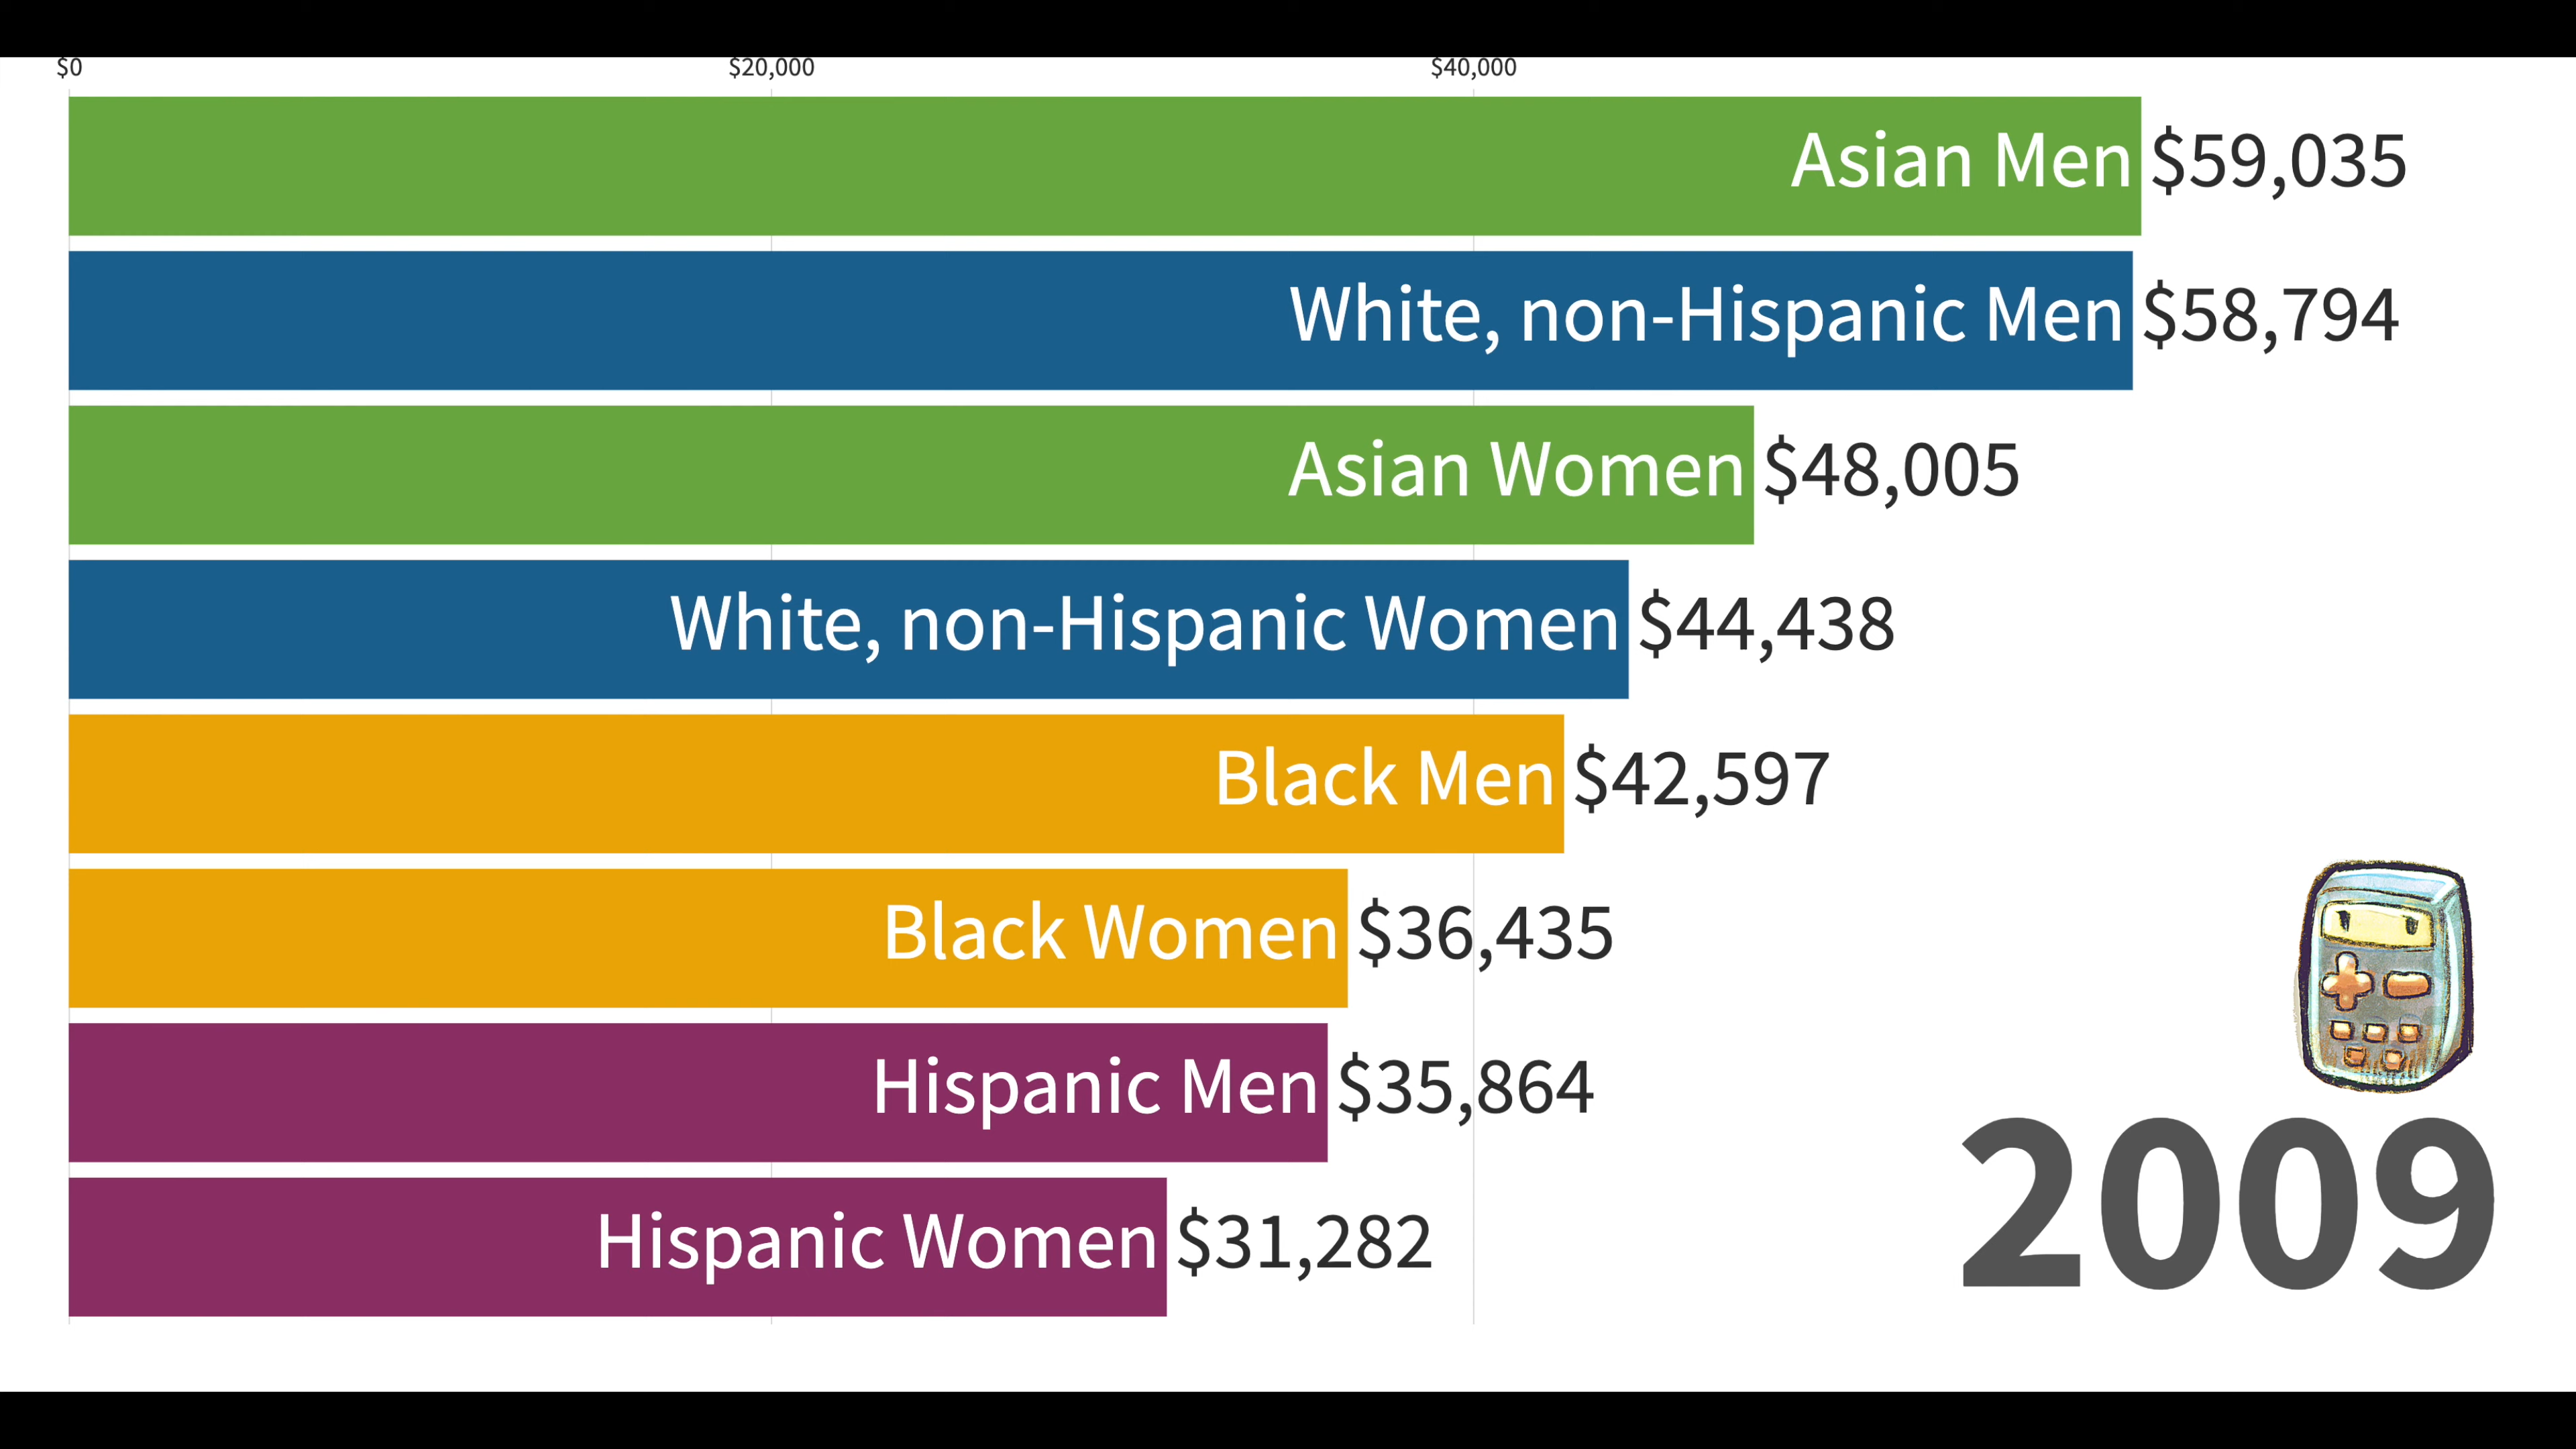 $0 $20,000 $40,000
Asian Men $59,035
White, non-Hispanic Men $58,794
Asian Women $48,005
White, non-Hispanic Women $44,438
Black Men $42,597
Black Women $36,435
Hispanic Men $35,864
Hispanic Women $31,282
2009